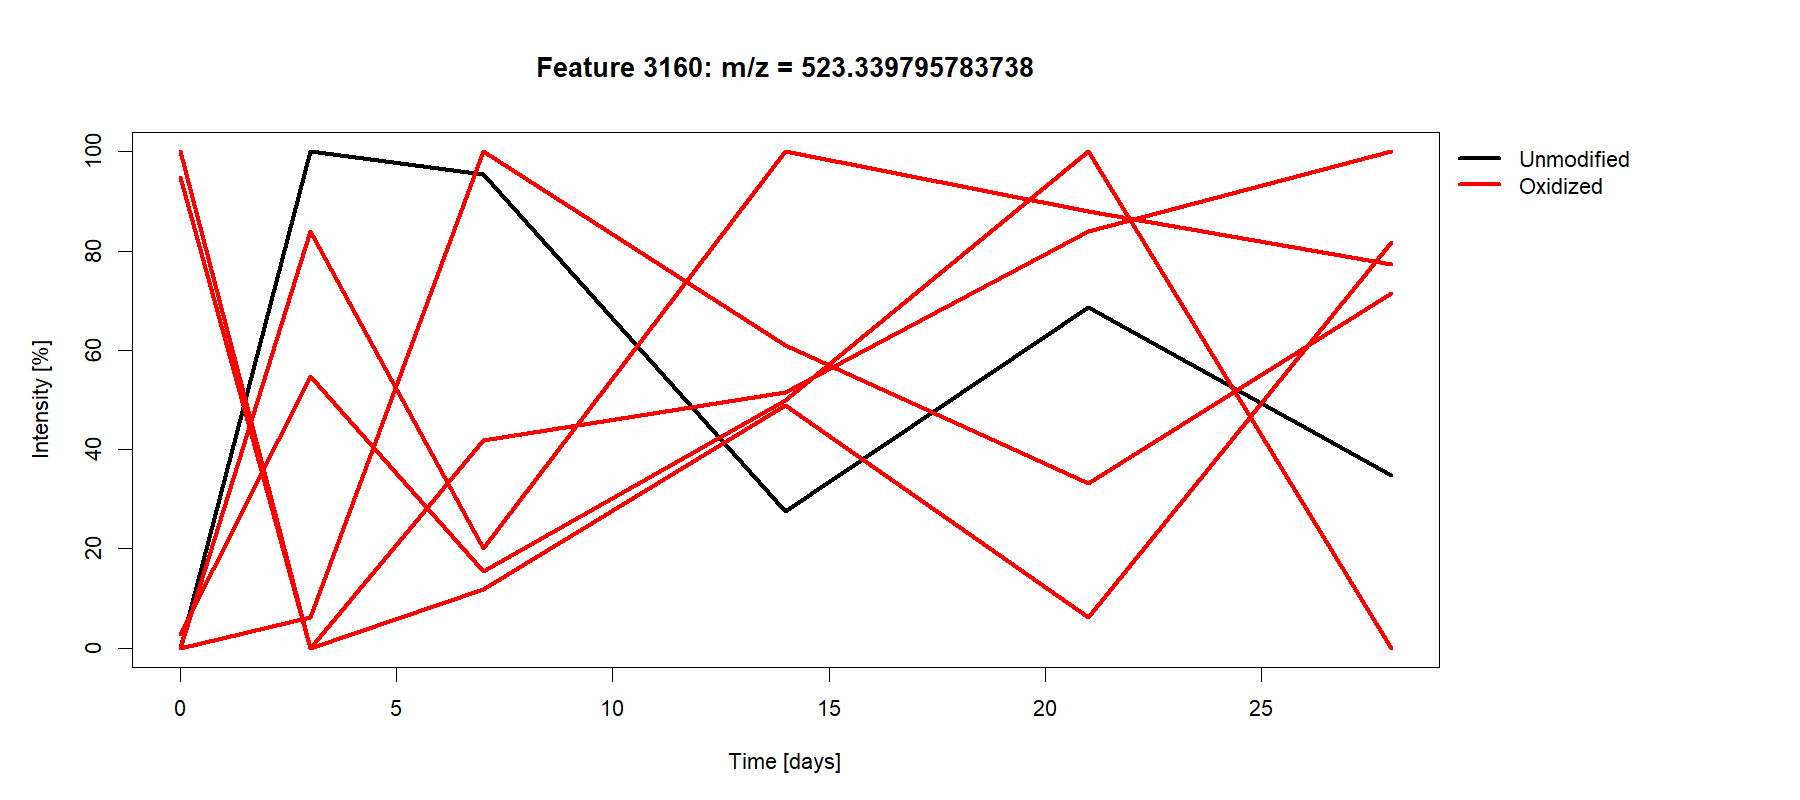 Feature 3160: m/z = 523.339795783738
Unmodified
Oxidized
Intensity [%]
100
80
60
40
20
0
0 5 10 15 20 25
Time [days]